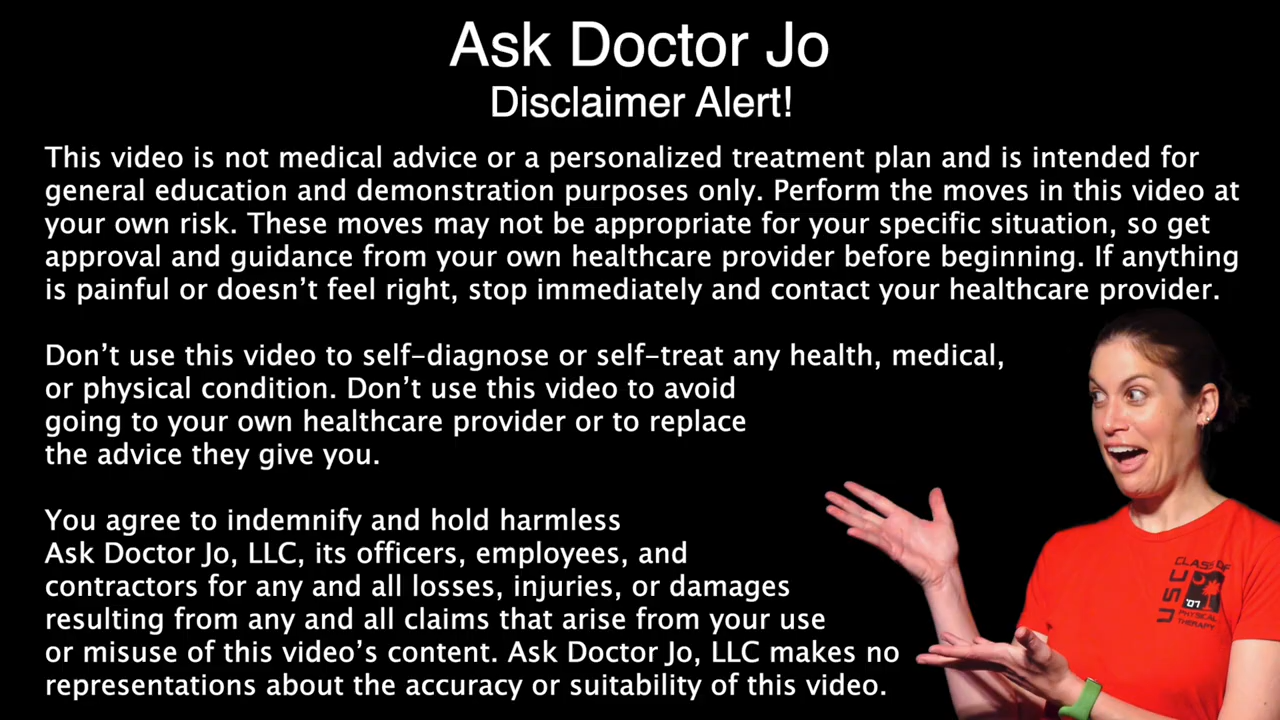 Ask Doctor Jo
Disclaimer Alert!
This video is not medical advice or a personalized treatment plan and is intended for
general education and demonstration purposes only. Perform the moves in this video at
your own risk. These moves may not be appropriate for your specific situation, so get
approval and guidance from your own healthcare provider before beginning. If anything
is painful or doesn’t feel right, stop immediately and contact your healthcare provider.
Don’t use this video to self–diagnose or self–treat any health, medical,
or physical condition. Don’t use this video to avoid
going to your own healthcare provider or to replace
the advice they give you.
You agree to indemnify and hold harmless
Ask Doctor Jo, LLC, its officers, employees, and
contractors for any and all losses, injuries, or damages
resulting from any and all claims that arise from your use
or misuse of this video’s content. Ask Doctor Jo, LLC makes no
representations about the accuracy or suitability of this video.
CLASS OF
USC
'07
PHYSICAL
THERAPY